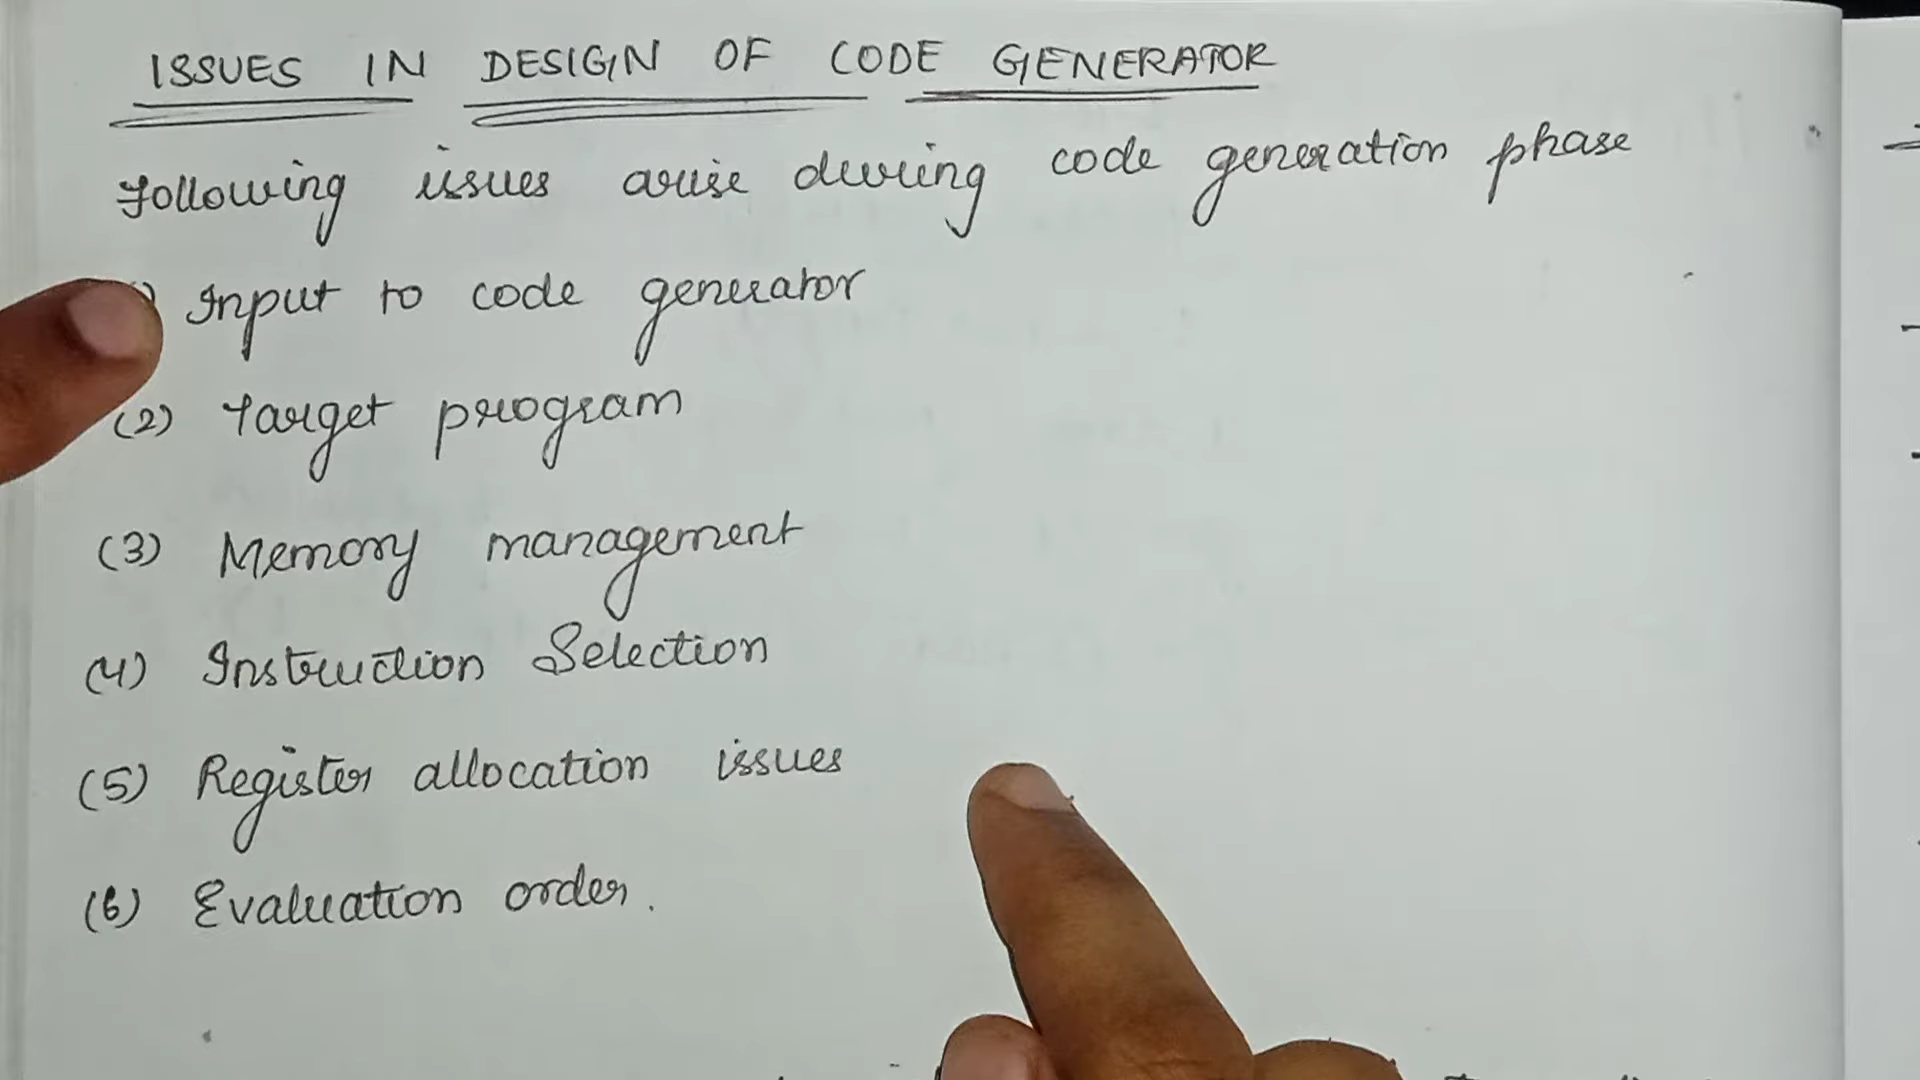 ISSUES IN DESIGN OF CODE GENERATOR
Following issues arise during code generation phase
) Input to code generator
(2) Target program
(3) Memory management
(4) Instruction Selection
(5) Register allocation issues
(6) Evaluation order.